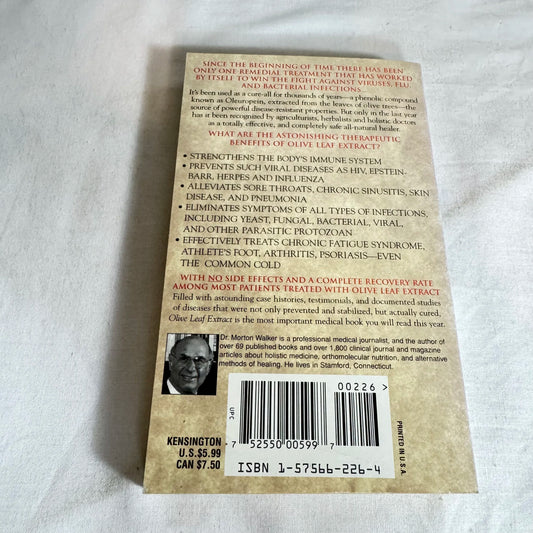 SINCE THE BEGINNING OF TIME THERE HAS BEEN
ONLY ONE REMEDIAL TREATMENT THAT HAS WORKED
BY ITSELF TO WIN THE FIGHT AGAINST VIRUSES, FLU
AND BACTERIAL INFECTIONS...
It's been used as a cure-all for thousands of years—a phenolic compound
known as Oleuropein, extracted from the leaves of olive trees—the
source of powerful disease-resistant properties. But only in the last year
has it been recognized by agriculturists, herbalists and holistic doctors
as a totally effective, and completely safe all-natural healer.
WHAT ARE THE ASTONISHING THERAPEUTIC
BENEFITS OF OLIVE LEAF EXTRACT?
• STRENGTHENS THE BODY'S IMMUNE SYSTEM
• PREVENTS SUCH VIRAL DISEASES AS HIV, EPSTEIN-
BARR, HERPES AND INFLUENZA
• ALLEVIATES SORE THROATS, CHRONIC SINUSITIS, SKIN
DISEASE, AND PNEUMONIA
• ELIMINATES SYMPTOMS OF ALL TYPES OF INFECTIONS,
INCLUDING YEAST, FUNGAL, BACTERIAL, VIRAL,
AND OTHER PARASITIC PROTOZOAN
• EFFECTIVELY TREATS CHRONIC FATIGUE SYNDROME,
ATHLETE'S FOOT, ARTHRITIS, PSORIASIS—EVEN
THE COMMON COLD
WITH NO SIDE EFFECTS AND A COMPLETE RECOVERY RATE
AMONG MOST PATIENTS TREATED WITH OLIVE LEAF EXTRACT
Filled with astounding case histories, testimonials, and documented studies
of diseases that were not only prevented and stabilized, but actually cured,
Olive Leaf Extract is the most important medical book you will read this year.
Dr. Morton Walker is a professional medical journalist, and the author of
over 69 published books and over 1,800 clinical journal and magazine
articles about holistic medicine, orthomolecular nutrition, and alternative
methods of healing. He lives in Stamford, Connecticut.
00226
UPC
KENSINGTON
U.S.$5.99
CAN $7.50
7 52550 00599 7
ISBN 1-57566-226-4
PRINTED IN U.S.A.